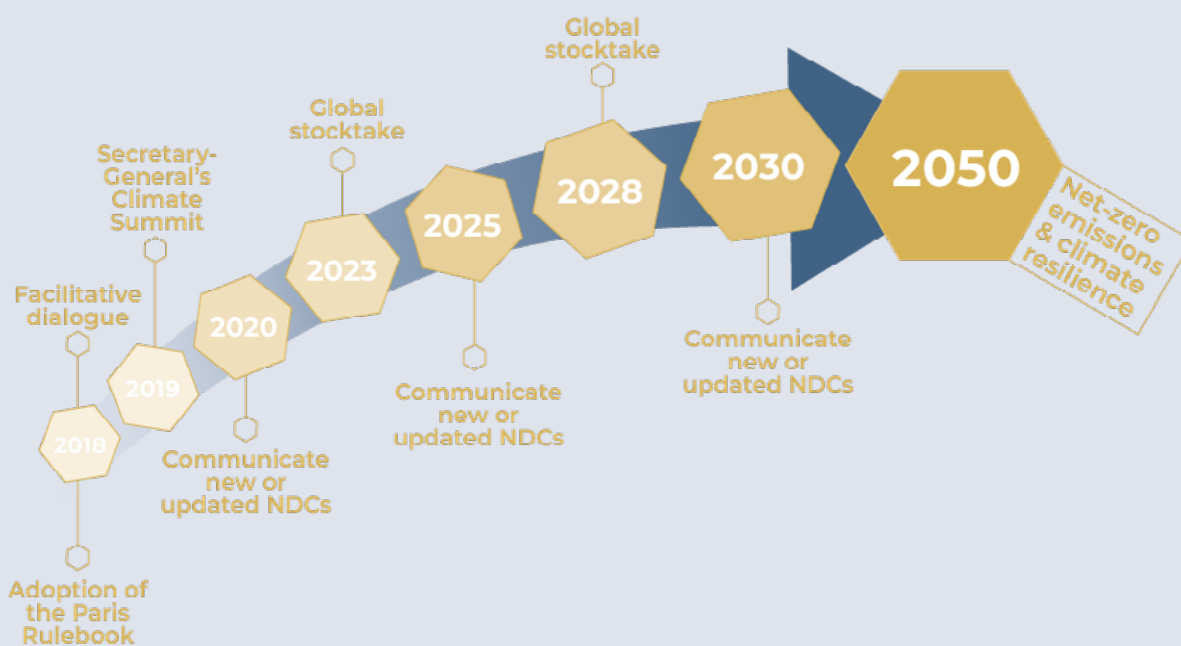 Facilitative
dialogue
2018
Adoption of
the Paris
Rulebook
Secretary-
General's
Climate
Summit
2019
2020
Communicate
new or
updated NDCs
Global
stocktake
2023
2025
Communicate
new or
updated NDCs
Global
stocktake
2028
2030
Communicate
new or
updated NDCs
2050
Net-zero
emissions
& climate
resilience